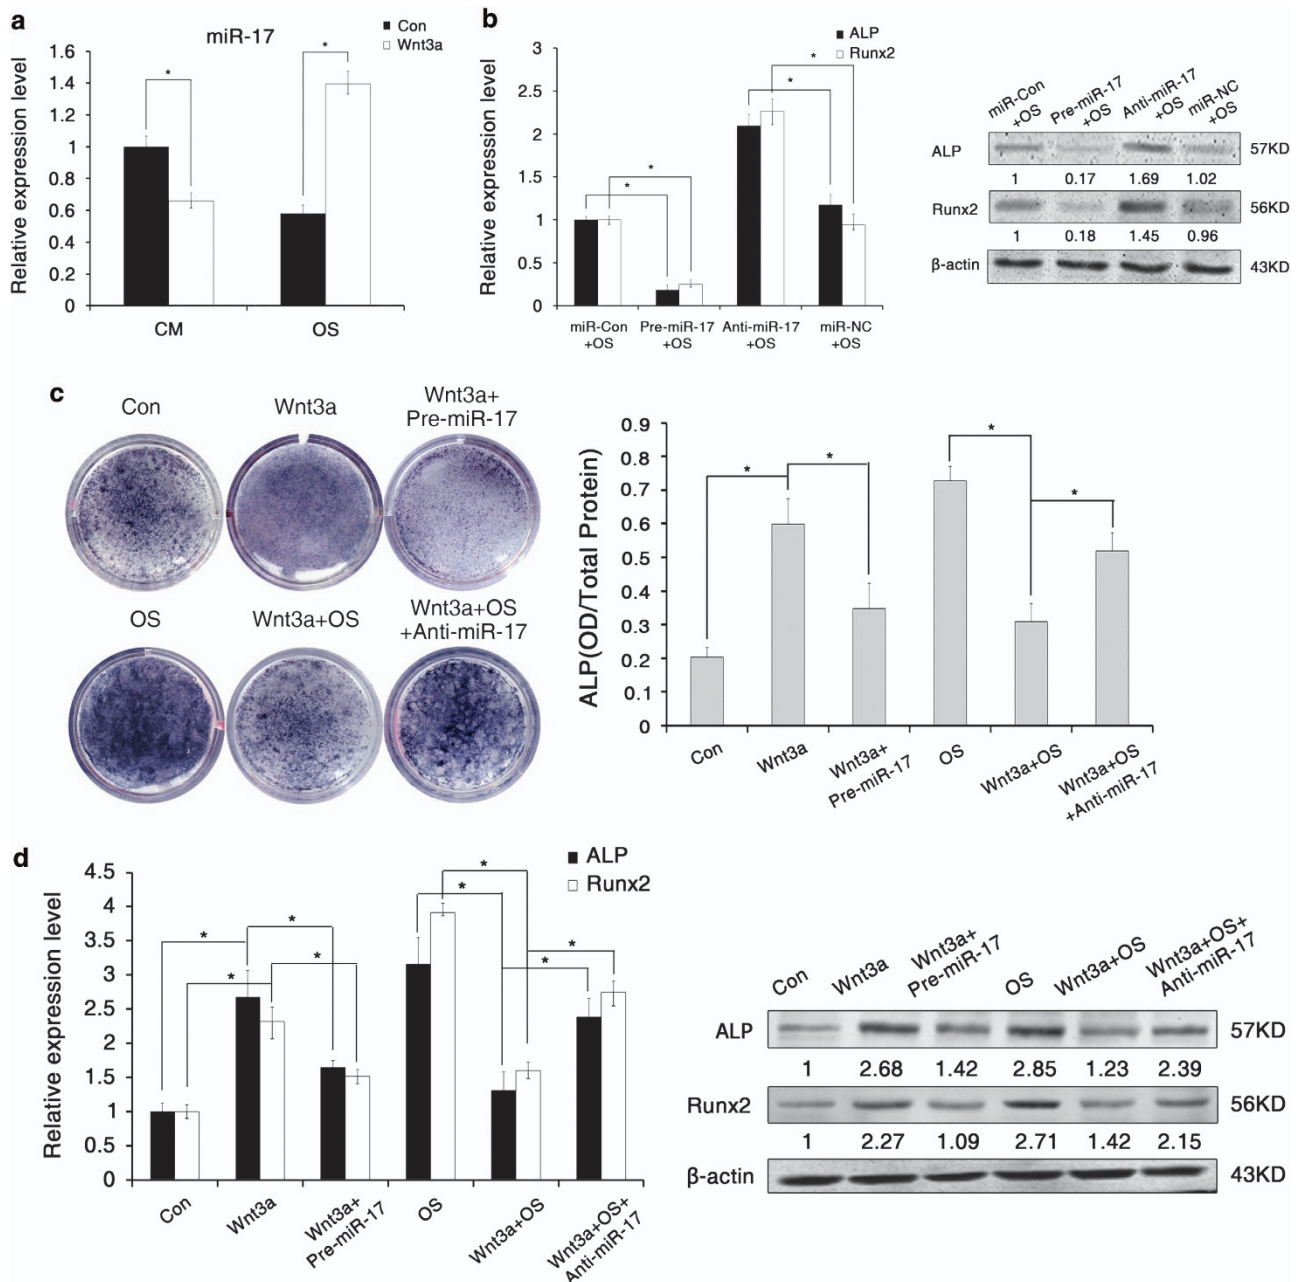 a
miR-17
Con
Wnt3a
Relative expression level
1.6
1.4
1.2
1
0.8
0.6
0.4
0.2
0
*
*
CM
OS
b
ALP
Runx2
Relative expression level
3
2.5
2
1.5
1
0.5
0
*
*
*
*
miR-Con
+OS
Pre-miR-17
+OS
Anti-miR-17
+OS
miR-NC
+OS
miR-Con
+OS
Pre-miR-17
+OS
Anti-miR-17
+OS
miR-NC
+OS
ALP
57KD
1 0.17 1.69 1.02
Runx2
56KD
1 0.18 1.45 0.96
β-actin
43KD
c
Con
Wnt3a
Wnt3a+
Pre-miR-17
OS
Wnt3a+OS
Wnt3a+OS
+Anti-miR-17
ALP(OD/Total Protein)
0.9
0.8
0.7
0.6
0.5
0.4
0.3
0.2
0.1
0
*
*
*
*
Con
Wnt3a
Wnt3a+
Pre-miR-17
OS
Wnt3a+OS
Wnt3a+OS
+Anti-miR-17
d
ALP
Runx2
Relative expression level
4.5
4
3.5
3
2.5
2
1.5
1
0.5
0
*
*
*
*
*
*
*
*
Con
Wnt3a
Wnt3a+
Pre-miR-17
OS
Wnt3a+OS
Wnt3a+OS+
Anti-miR-17
Con
Wnt3a
Wnt3a+
Pre-miR-17
OS
Wnt3a+OS
Wnt3a+OS+
Anti-miR-17
ALP
57KD
1 2.68 1.42 2.85 1.23 2.39
Runx2
56KD
1 2.27 1.09 2.71 1.42 2.15
β-actin
43KD